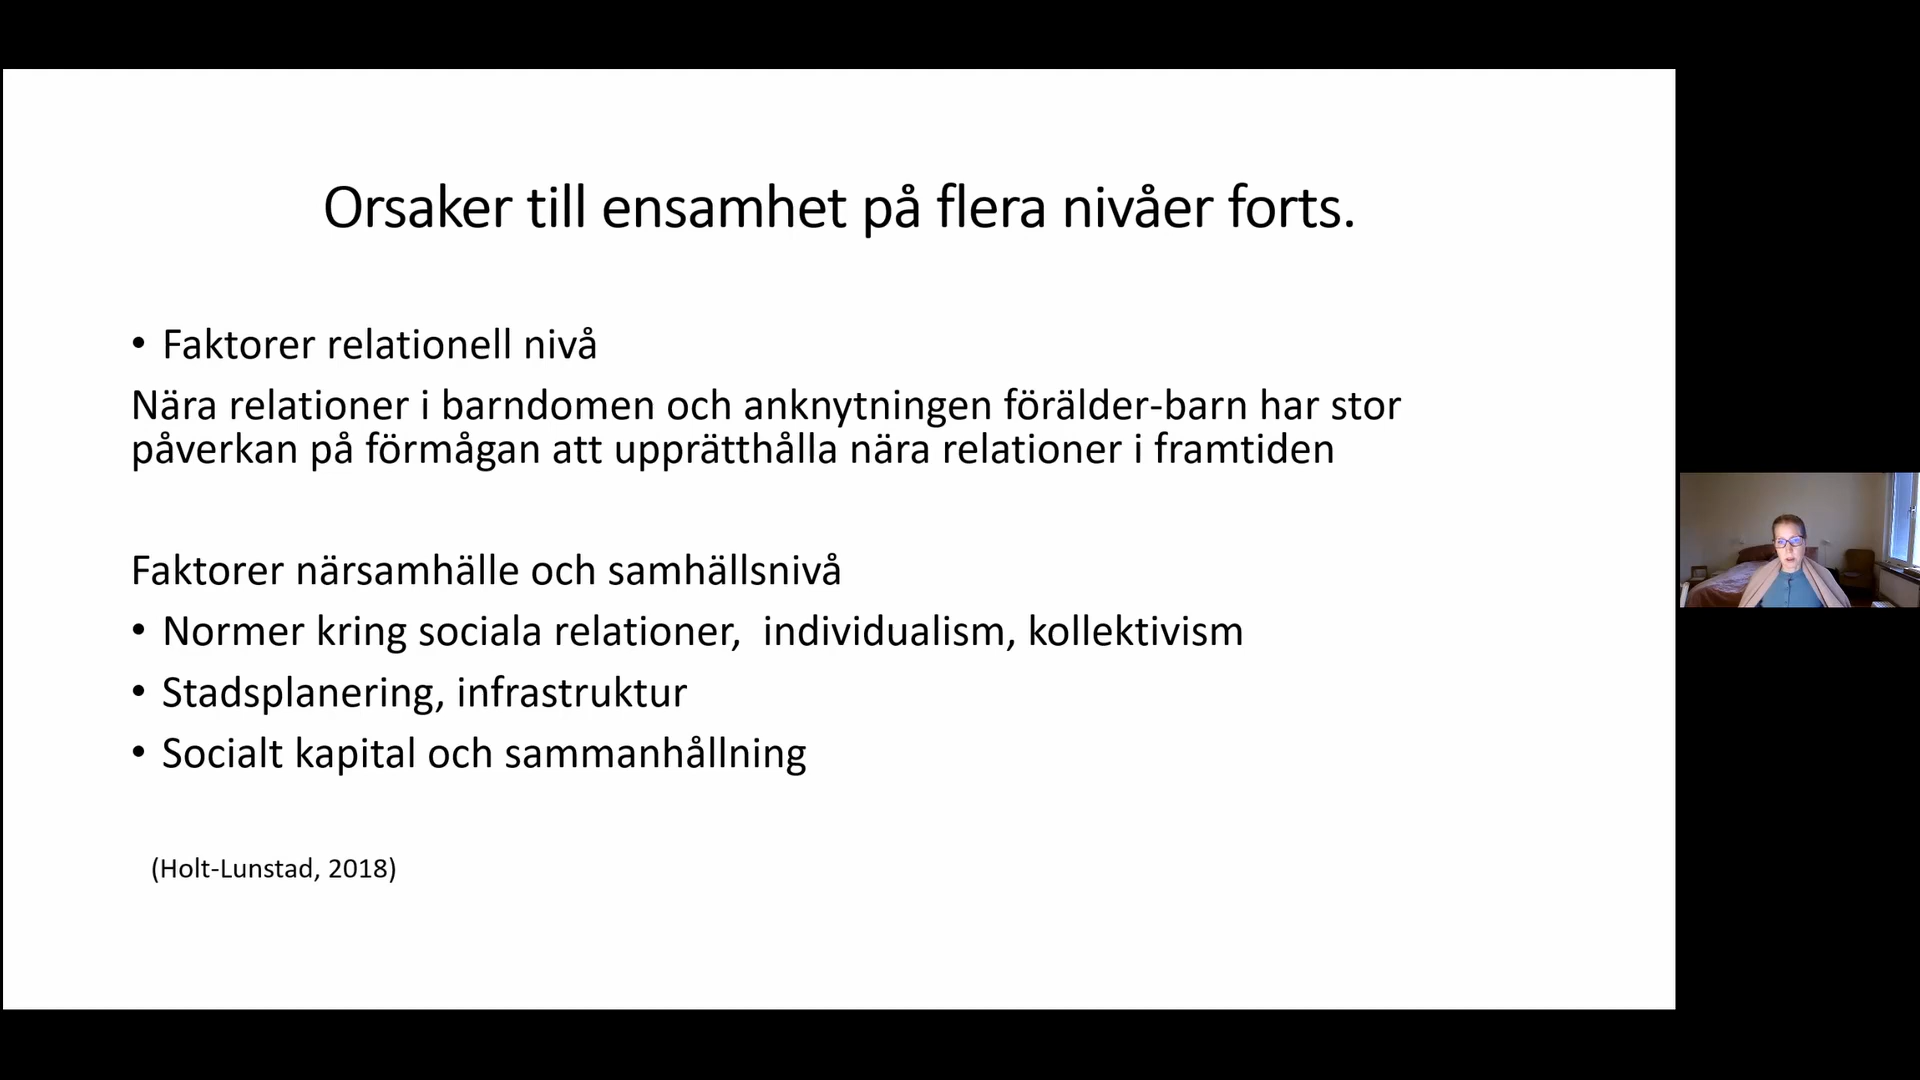 Orsaker till ensamhet på flera nivåer forts.
• Faktorer relationell nivå
Nära relationer i barndomen och anknytningen förälder-barn har stor
påverkan på förmågan att upprätthålla nära relationer i framtiden
Faktorer närsamhälle och samhällsnivå
• Normer kring sociala relationer,  individualism, kollektivism
• Stadsplanering, infrastruktur
• Socialt kapital och sammanhållning
(Holt-Lunstad, 2018)